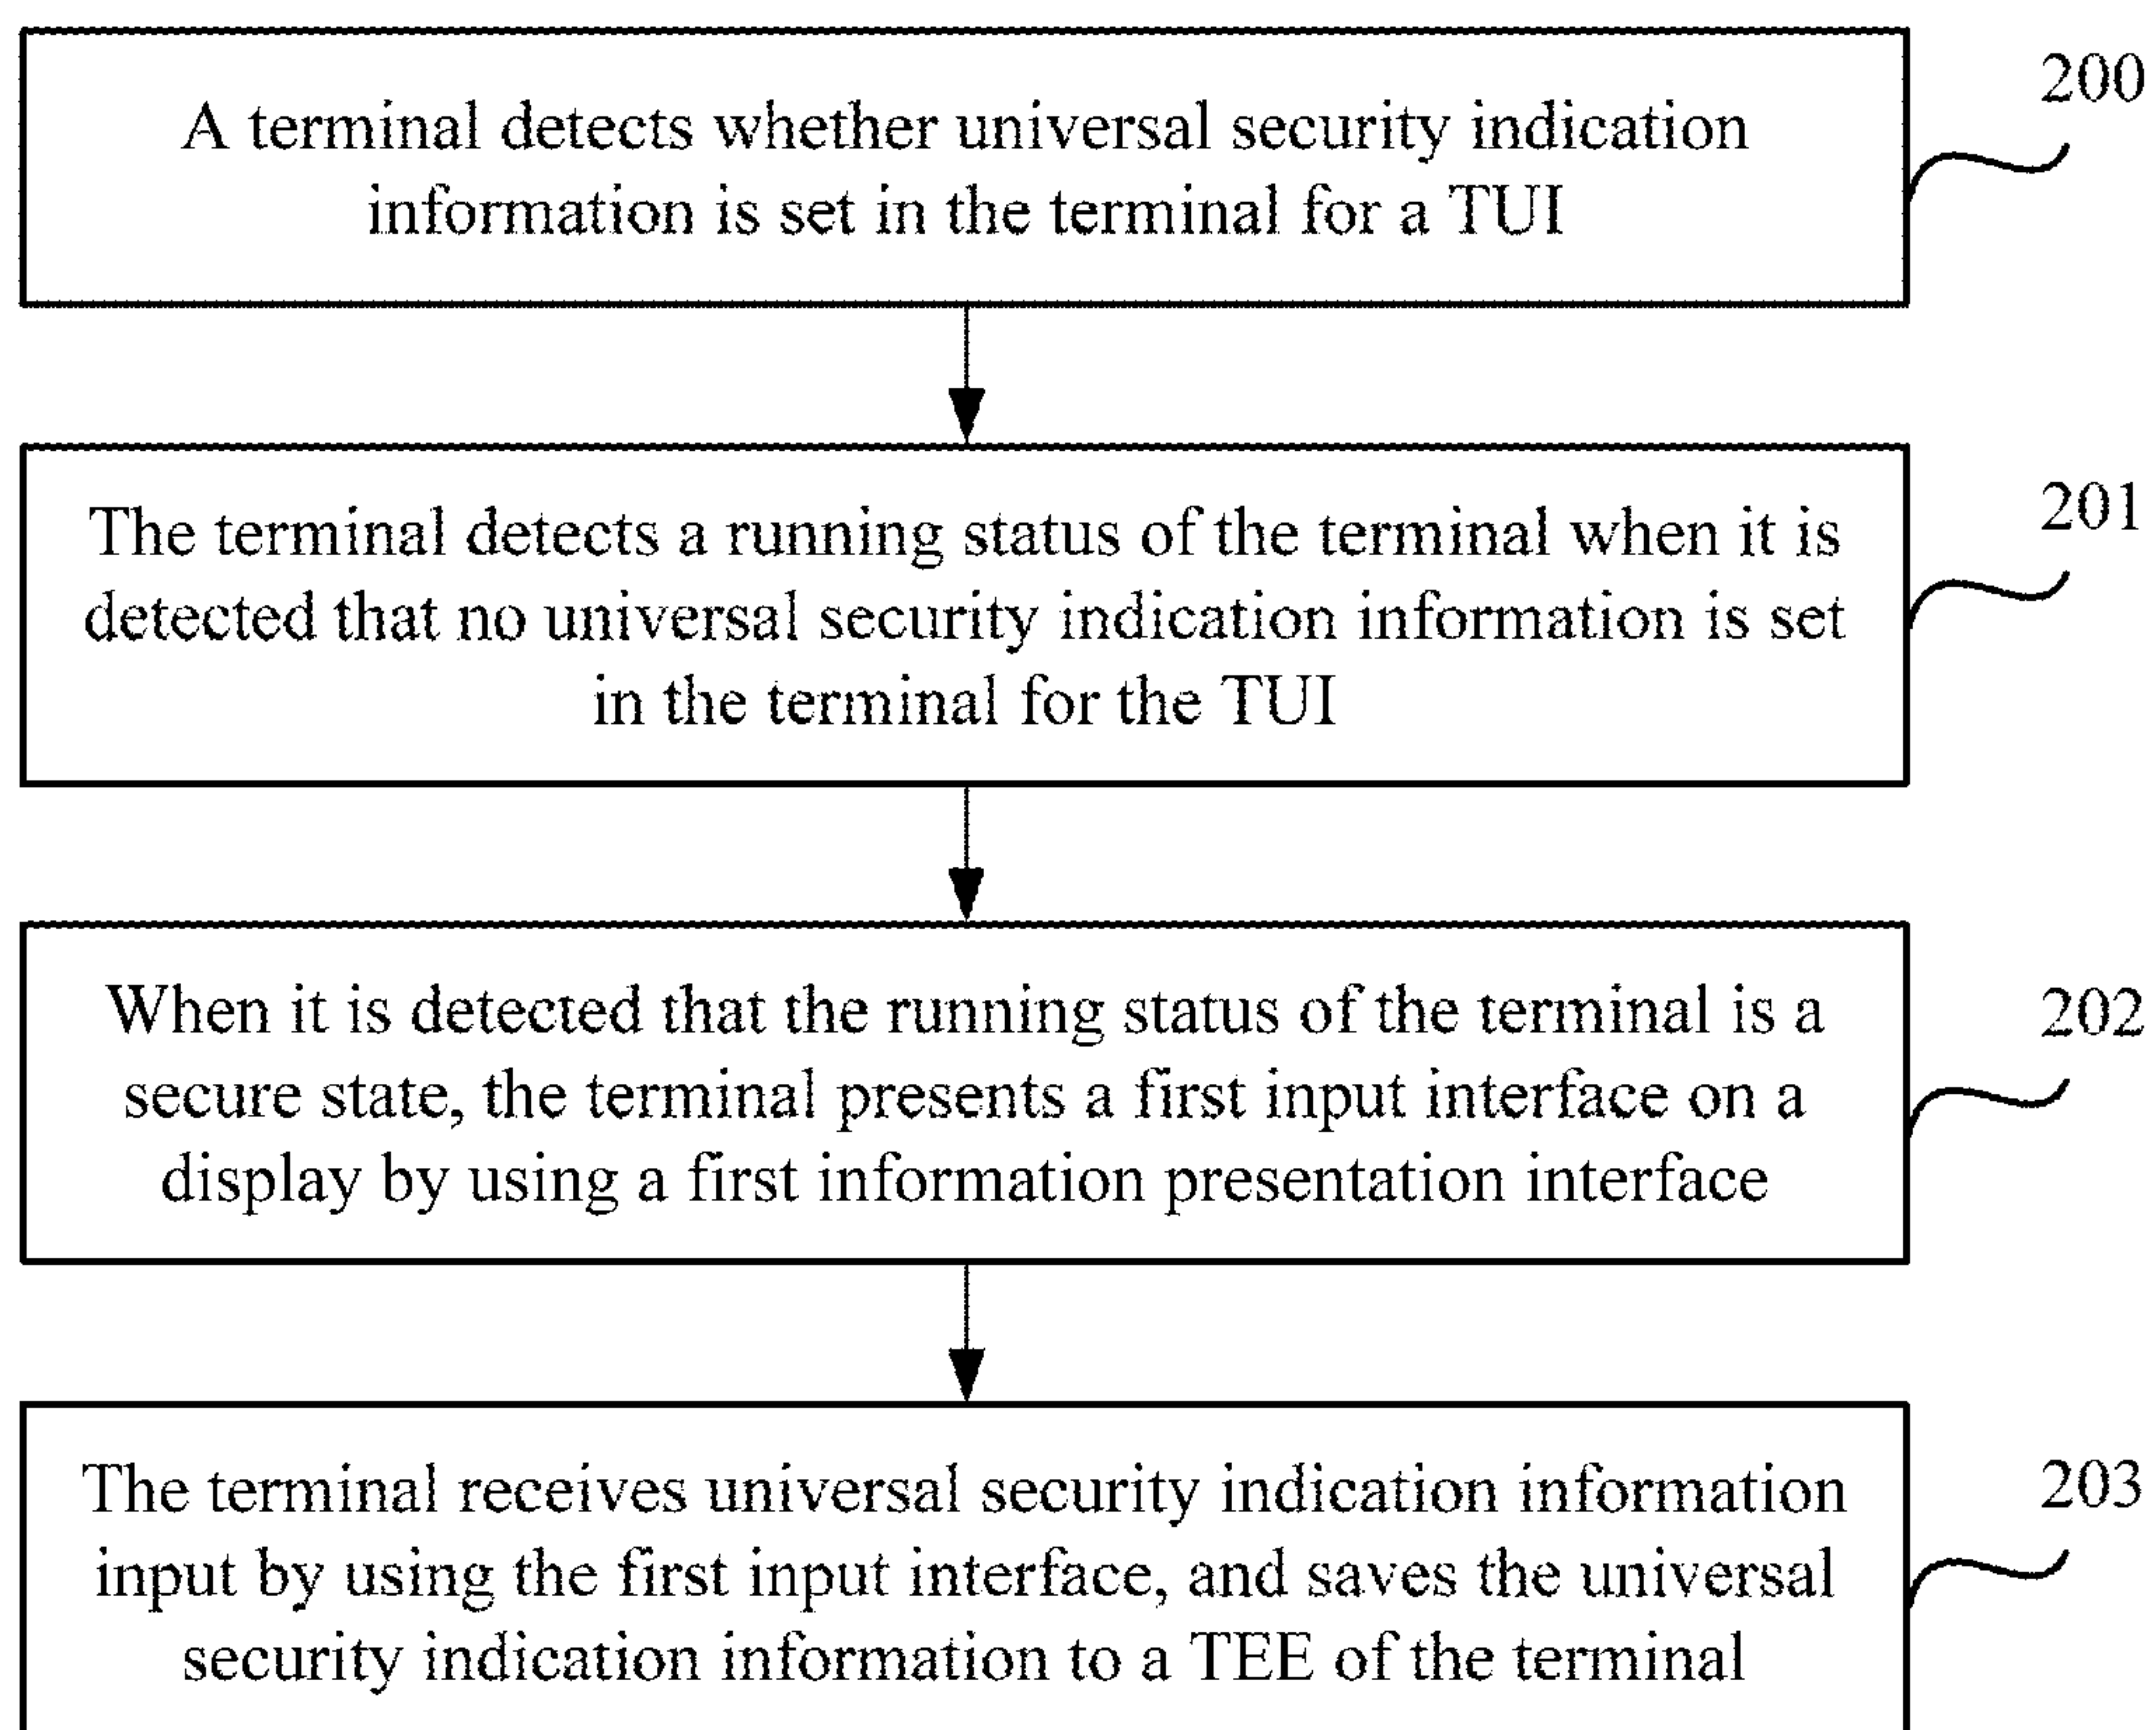 A terminal detects whether universal security indication
information is set in the terminal for a TUI
200
The terminal detects a running status of the terminal when it is
detected that no universal security indication information is set
in the terminal for the TUI
201
When it is detected that the running status of the terminal is a
secure state, the terminal presents a first input interface on a
display by using a first information presentation interface
202
The terminal receives universal security indication information
input by using the first input interface, and saves the universal
security indication information to a TEE of the terminal
203